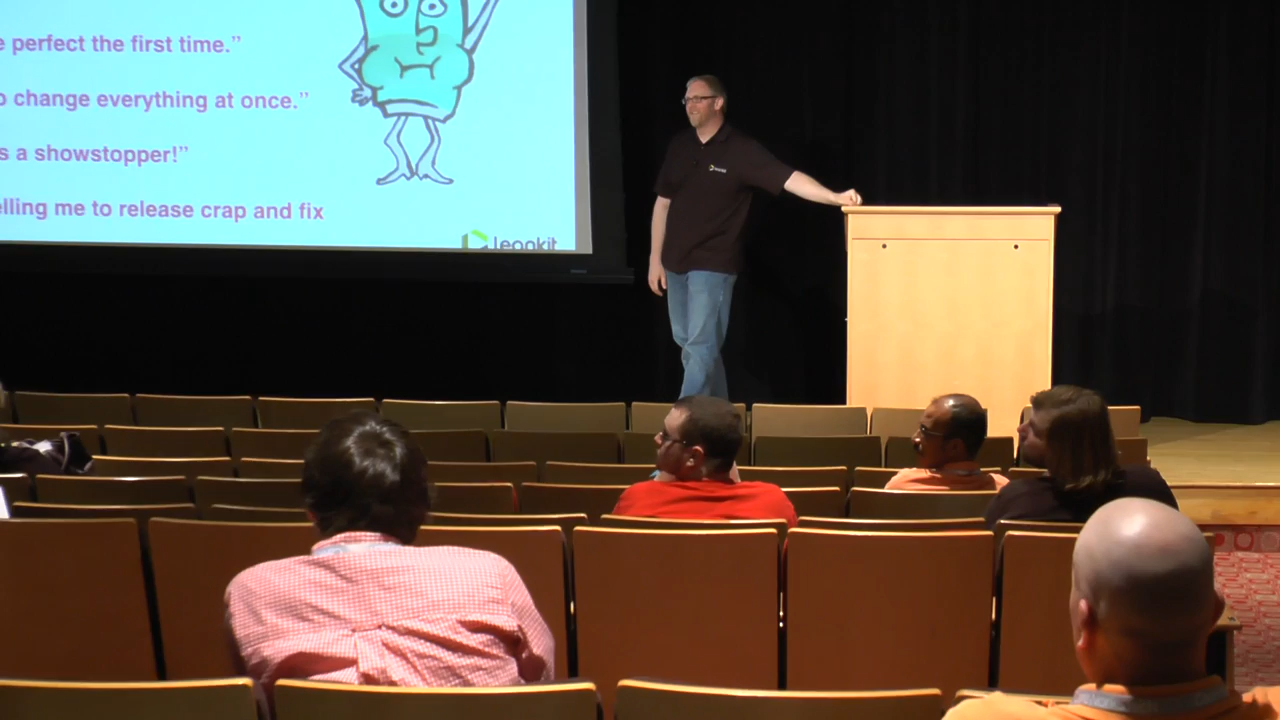 e perfect the first time.”
o change everything at once.”
s a showstopper!”
elling me to release crap and fix
leankit